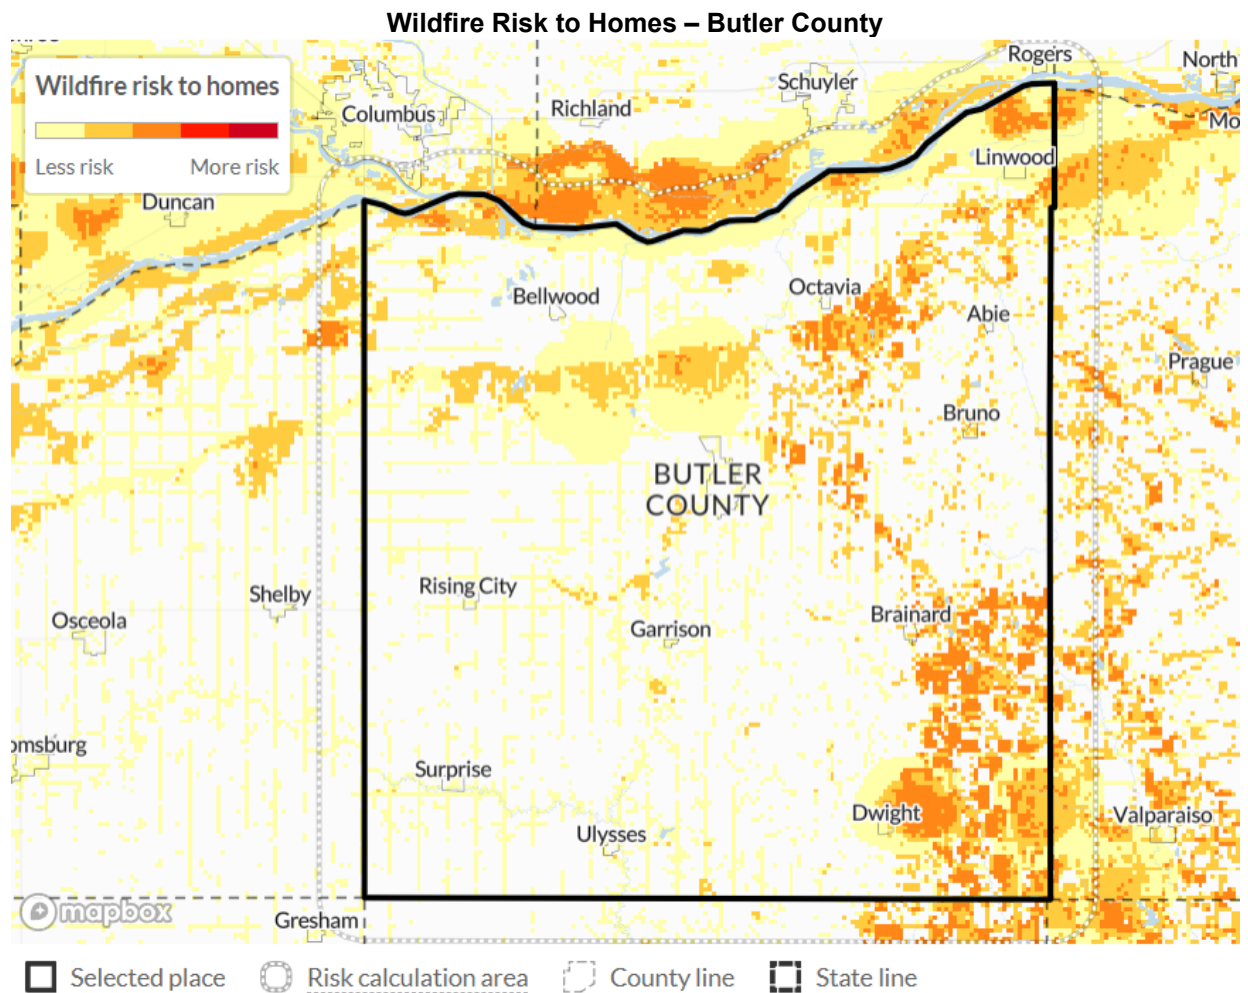 Wildfire Risk to Homes – Butler County
Rogers
North
Wildfire risk to homes
Schuyler
Columbus
Richland
Mo
Less risk
More risk
Linwood
Duncan
Octavia
Bellwood
Abie
Prague
Bruno
BUTLER
COUNTY
Rising City
Shelby
Brainard
Osceola
Garrison
omsburg
Surprise
Dwight
Valparaiso
Ulysses
mapbox
Gresham
Selected place
Risk calculation area
County line
State line